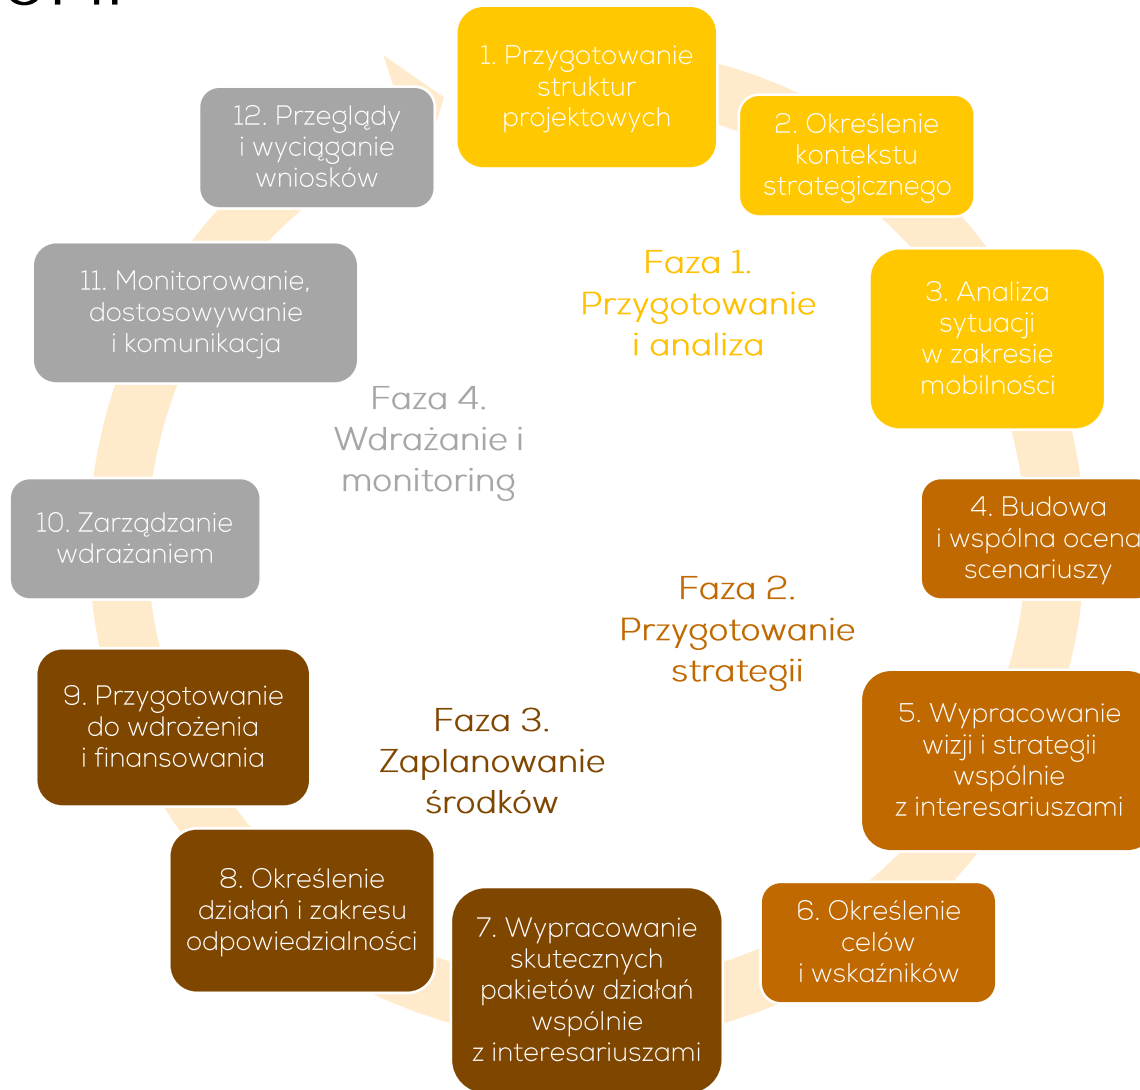 1. Przygotowanie
struktur
projektowych
2. Określenie
kontekstu
strategicznego
3. Analiza
sytuacji
w zakresie
mobilności
4. Budowa
i wspólna ocena
scenariuszy
5. Wypracowanie
wizji i strategii
wspólnie
z interesariuszami
6. Określenie
celów
i wskaźników
7. Wypracowanie
skutecznych
pakietów działań
wspólnie
z interesariuszami
8. Określenie
działań i zakresu
odpowiedzialności
9. Przygotowanie
do wdrożenia
i finansowania
10. Zarządzanie
wdrażaniem
11. Monitorowanie,
dostosowywanie
i komunikacja
12. Przeglądy
i wyciąganie
wniosków
Faza 1.
Przygotowanie
i analiza
Faza 2.
Przygotowanie
strategii
Faza 3.
Zaplanowanie
środków
Faza 4.
Wdrażanie i
monitoring